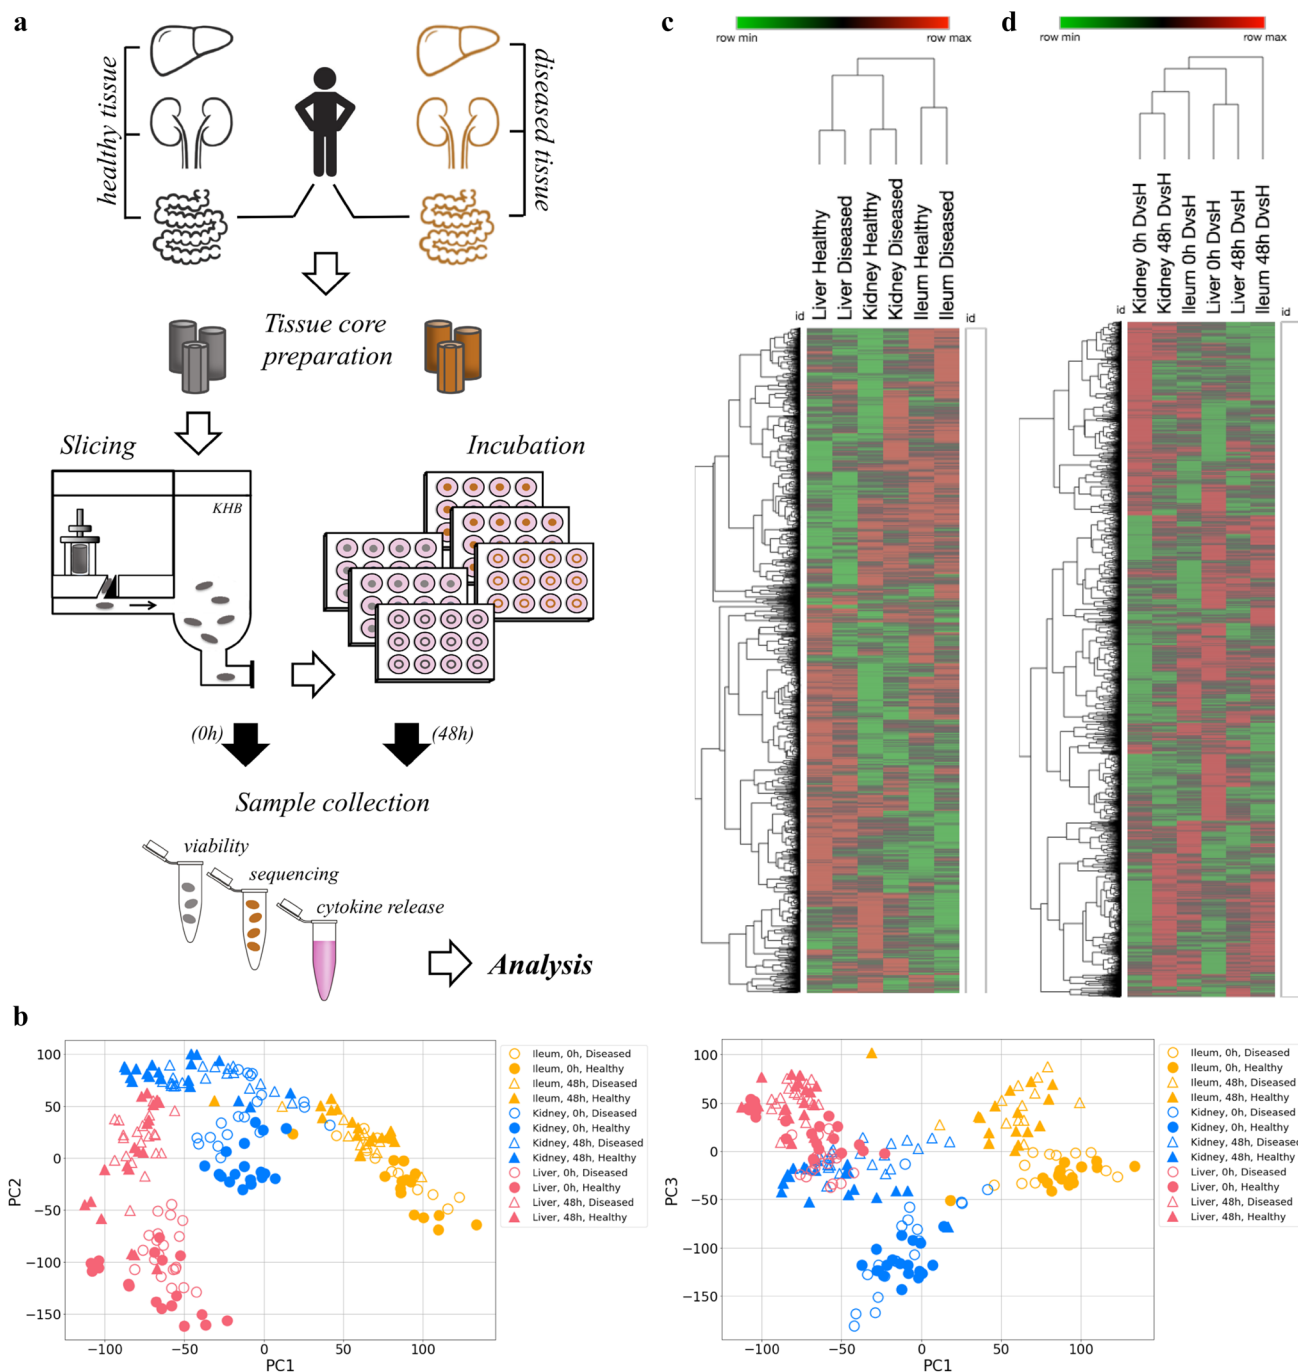 a
healthy tissue
diseased tissue
Tissue core
preparation
Slicing
Incubation
KHB
(0h)
(48h)
Sample collection
viability
sequencing
cytokine release
Analysis
c
row min
row max
Liver Healthy
Liver Diseased
Kidney Healthy
Kidney Diseased
Ileum Healthy
Ileum Diseased
id
id
d
row min
row max
Kidney 0h DvsH
Kidney 48h DvsH
Ileum 0h DvsH
Liver 0h DvsH
Liver 48h DvsH
Ileum 48h DvsH
id
id
b
100
50
0
−50
−100
−150
PC2
−100
−50
0
50
100
PC1
Ileum, 0h, Diseased
Ileum, 0h, Healthy
Ileum, 48h, Diseased
Ileum, 48h, Healthy
Kidney, 0h, Diseased
Kidney, 0h, Healthy
Kidney, 48h, Diseased
Kidney, 48h, Healthy
Liver, 0h, Diseased
Liver, 0h, Healthy
Liver, 48h, Diseased
Liver, 48h, Healthy
100
50
0
−50
−100
−150
PC3
−100
−50
0
50
100
PC1
Ileum, 0h, Diseased
Ileum, 0h, Healthy
Ileum, 48h, Diseased
Ileum, 48h, Healthy
Kidney, 0h, Diseased
Kidney, 0h, Healthy
Kidney, 48h, Diseased
Kidney, 48h, Healthy
Liver, 0h, Diseased
Liver, 0h, Healthy
Liver, 48h, Diseased
Liver, 48h, Healthy